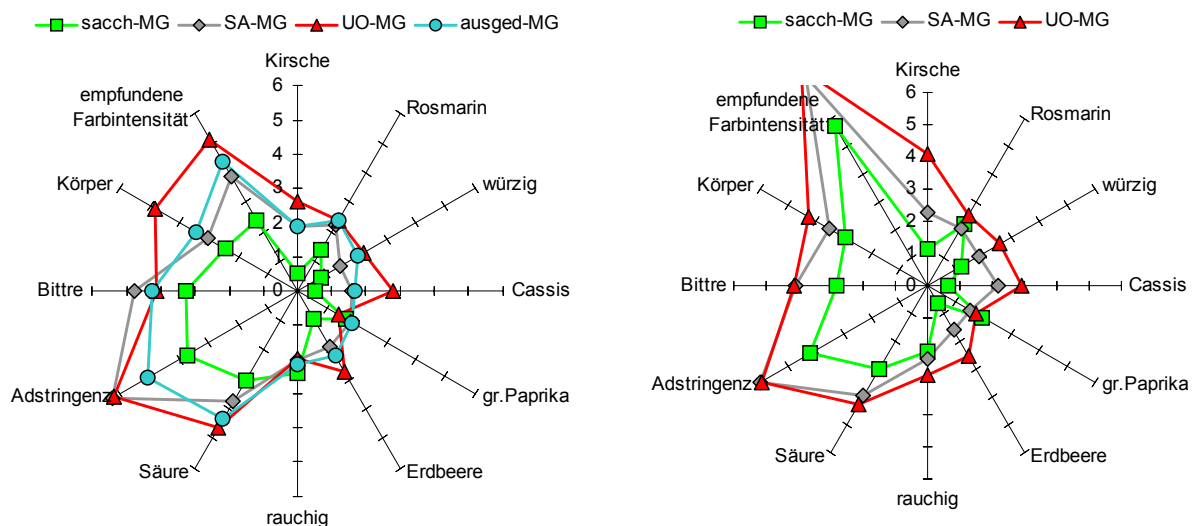 sacch-MG SA-MG UO-MG ausged-MG
Kirsche
6
5
4
3
2
1
0
Rosmarin
würzig
Cassis
gr.Paprika
Erdbeere
rauchig
Säure
Adstringenz
Bittre
Körper
empfundene
Farbintensität
sacch-MG SA-MG UO-MG
Kirsche
6
5
4
3
2
1
0
Rosmarin
würzig
Cassis
gr.Paprika
Erdbeere
rauchig
Säure
Adstringenz
Bittre
Körper
empfundene
Farbintensität